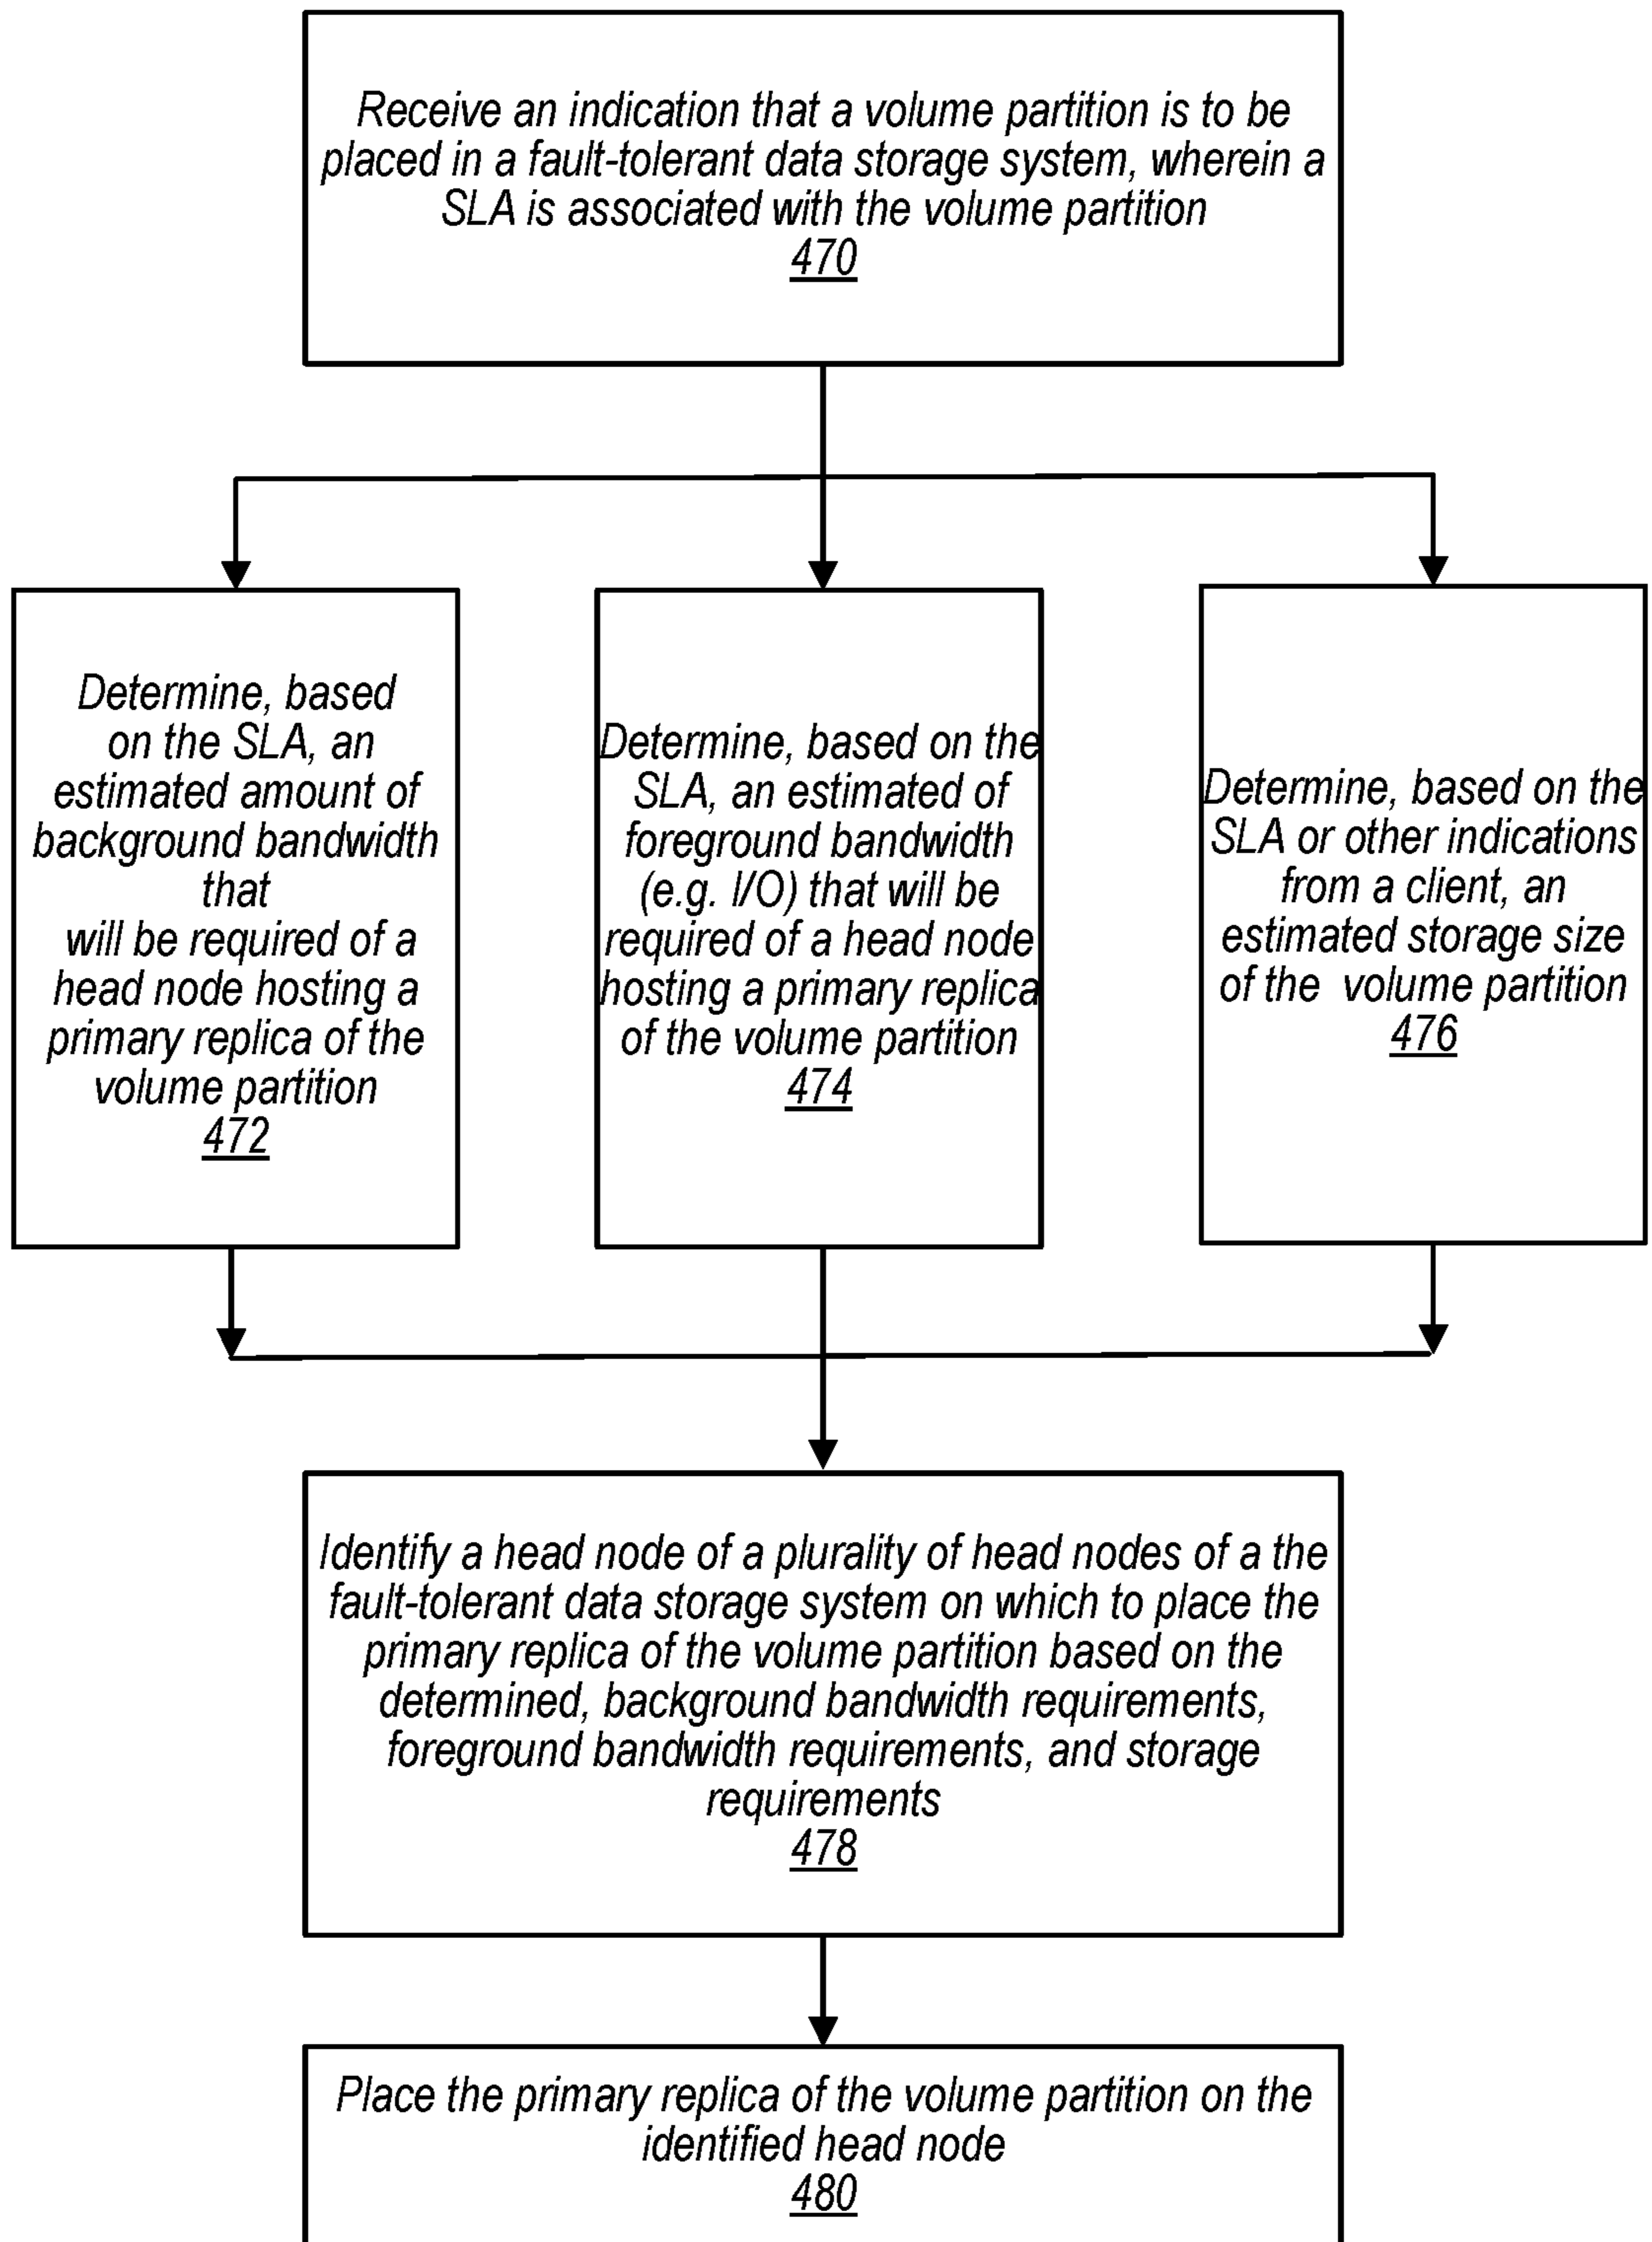 Receive an indication that a volume partition is to be
placed in a fault-tolerant data storage system, wherein a
SLA is associated with the volume partition
470
Determine, based
on the SLA, an
estimated amount of
background bandwidth
that
will be required of a
head node hosting a
primary replica of the
volume partition
472
Determine, based on the
SLA, an estimated of
foreground bandwidth
(e.g. I/O) that will be
required of a head node
hosting a primary replica
of the volume partition
474
Determine, based on the
SLA or other indications
from a client, an
estimated storage size
of the volume partition
476
Identify a head node of a plurality of head nodes of a the
fault-tolerant data storage system on which to place the
primary replica of the volume partition based on the
determined, background bandwidth requirements,
foreground bandwidth requirements, and storage
requirements
478
Place the primary replica of the volume partition on the
identified head node
480